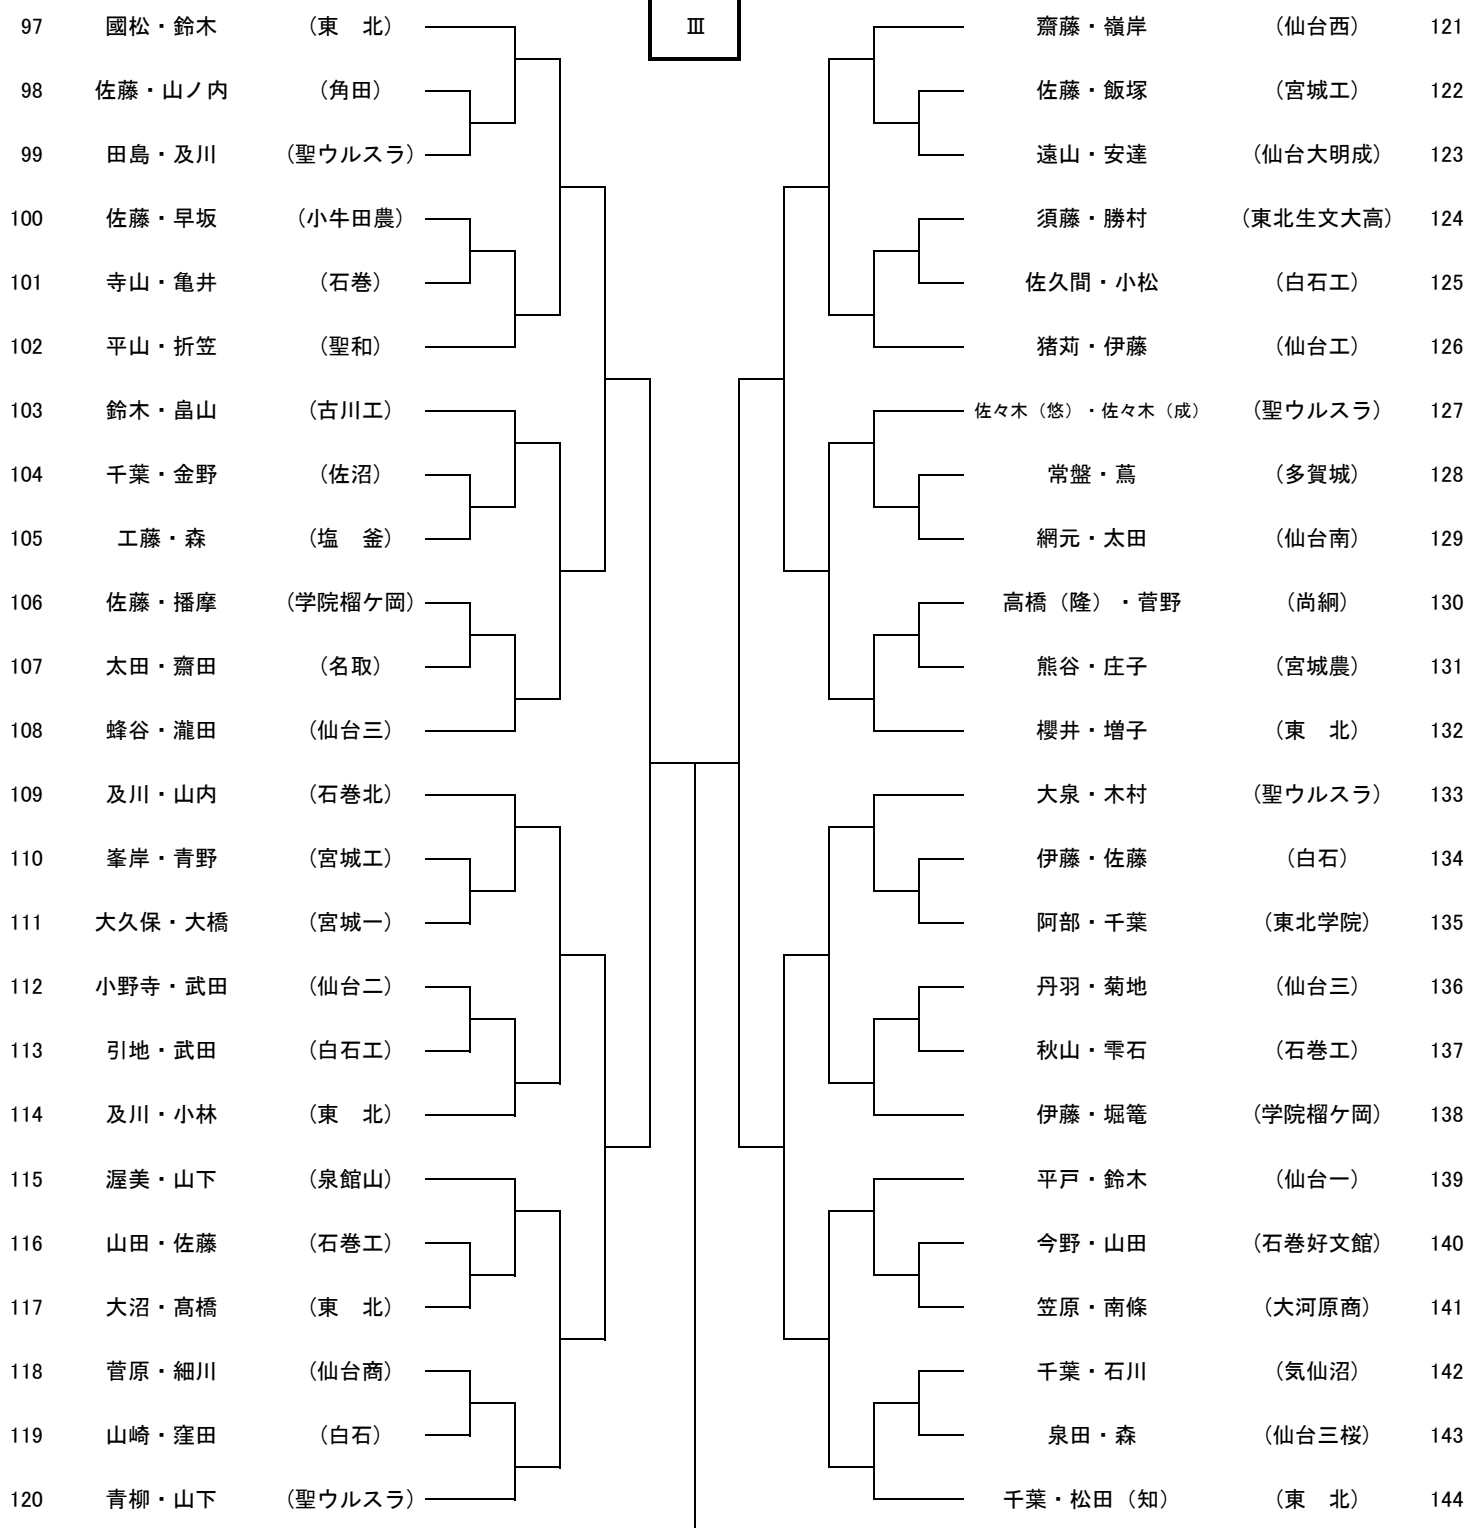 Ⅲ
97 國松・鈴木 （東　北）
98 佐藤・山ノ内 （角田）
99 田島・及川 （聖ウルスラ）
100 佐藤・早坂 （小牛田農）
101 寺山・亀井 （石巻）
102 平山・折笠 （聖和）
103 鈴木・畠山 （古川工）
104 千葉・金野 （佐沼）
105 工藤・森 （塩　釜）
106 佐藤・播摩 （学院榴ケ岡）
107 太田・齋田 （名取）
108 蜂谷・瀧田 （仙台三）
109 及川・山内 （石巻北）
110 峯岸・青野 （宮城工）
111 大久保・大橋 （宮城一）
112 小野寺・武田 （仙台二）
113 引地・武田 （白石工）
114 及川・小林 （東　北）
115 渥美・山下 （泉館山）
116 山田・佐藤 （石巻工）
117 大沼・髙橋 （東　北）
118 菅原・細川 （仙台商）
119 山崎・窪田 （白石）
120 青柳・山下 （聖ウルスラ）
齋藤・嶺岸 （仙台西） 121
佐藤・飯塚 （宮城工） 122
遠山・安達 （仙台大明成） 123
須藤・勝村 （東北生文大高） 124
佐久間・小松 （白石工） 125
猪苅・伊藤 （仙台工） 126
佐々木（悠）・佐々木（成） （聖ウルスラ） 127
常盤・蔦 （多賀城） 128
網元・太田 （仙台南） 129
高橋（隆）・菅野 （尚絅） 130
熊谷・庄子 （宮城農） 131
櫻井・増子 （東　北） 132
大泉・木村 （聖ウルスラ） 133
伊藤・佐藤 （白石） 134
阿部・千葉 （東北学院） 135
丹羽・菊地 （仙台三） 136
秋山・雫石 （石巻工） 137
伊藤・堀篭 （学院榴ケ岡） 138
平戸・鈴木 （仙台一） 139
今野・山田 （石巻好文館） 140
笠原・南條 （大河原商） 141
千葉・石川 （気仙沼） 142
泉田・森 （仙台三桜） 143
千葉・松田（知） （東　北） 144